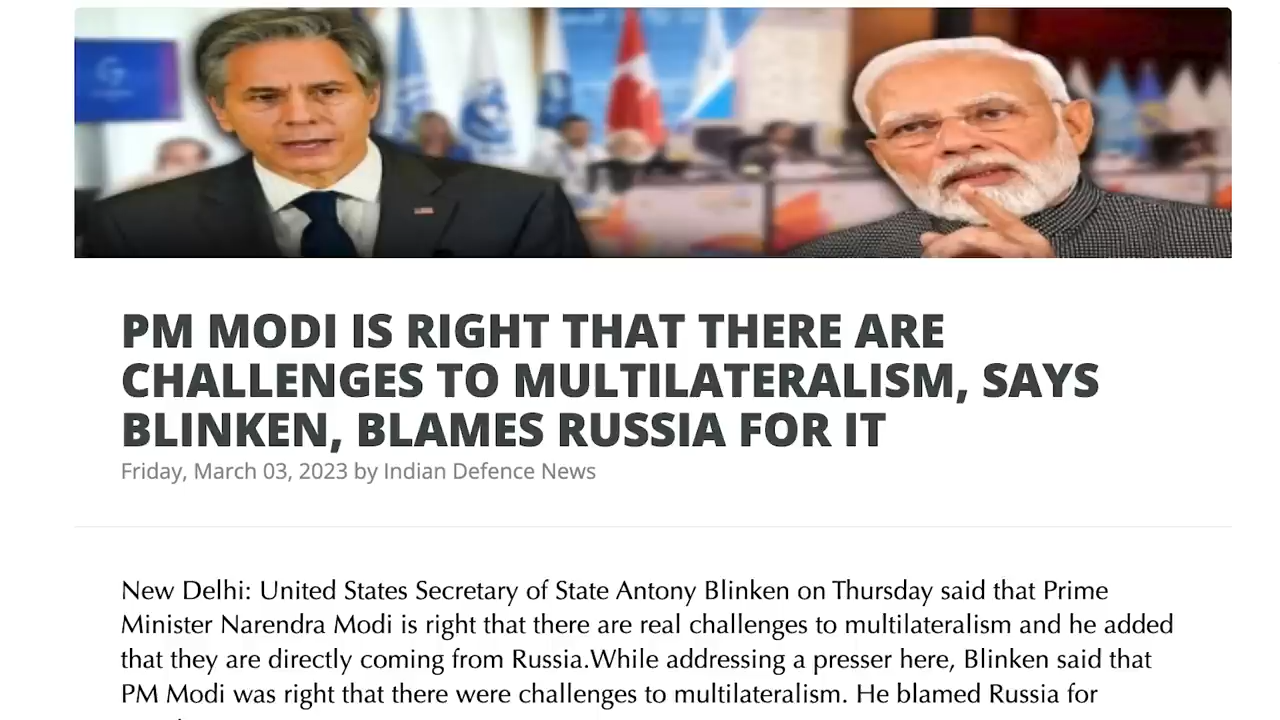 PM MODI IS RIGHT THAT THERE ARE
CHALLENGES TO MULTILATERALISM, SAYS
BLINKEN, BLAMES RUSSIA FOR IT
Friday, March 03, 2023 by Indian Defence News
New Delhi: United States Secretary of State Antony Blinken on Thursday said that Prime
Minister Narendra Modi is right that there are real challenges to multilateralism and he added
that they are directly coming from Russia.While addressing a presser here, Blinken said that
PM Modi was right that there were challenges to multilateralism. He blamed Russia for